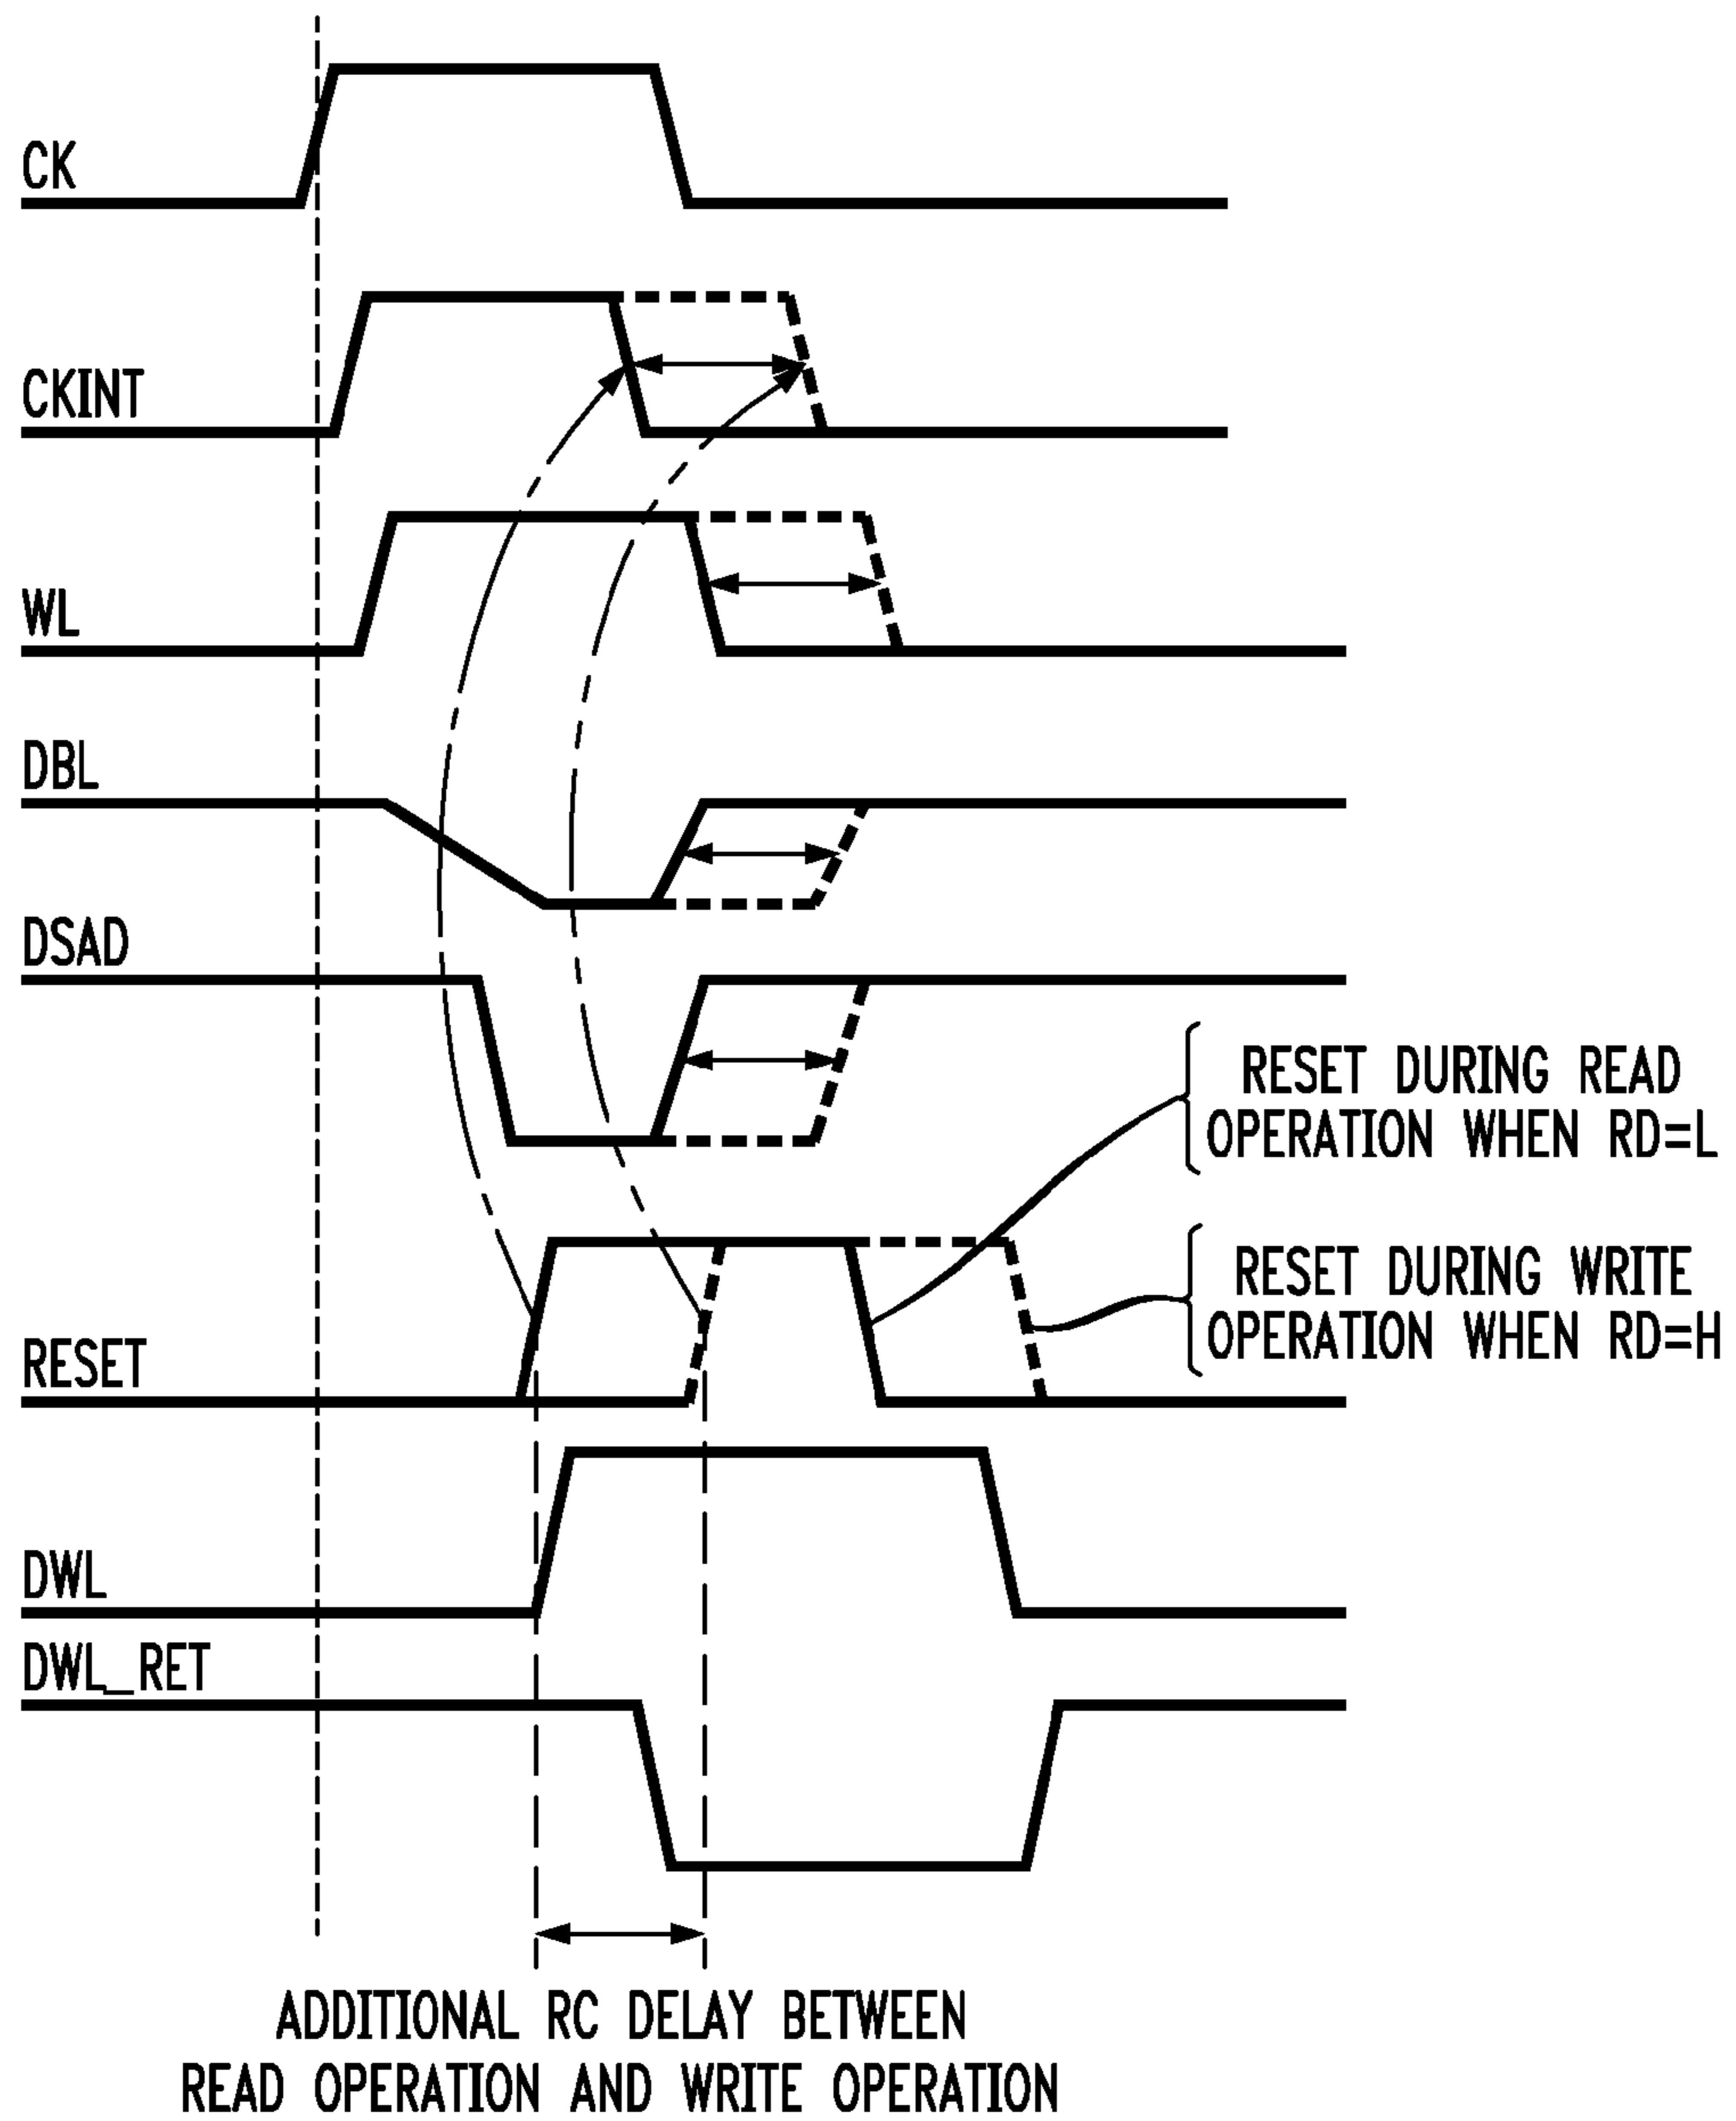 CK
CKINT
WL
DBL
DSAD
RESET DURING READ
OPERATION WHEN RD=L
RESET DURING WRITE
OPERATION WHEN RD=H
RESET
DWL
DWL_RET
ADDITIONAL RC DELAY BETWEEN
READ OPERATION AND WRITE OPERATION